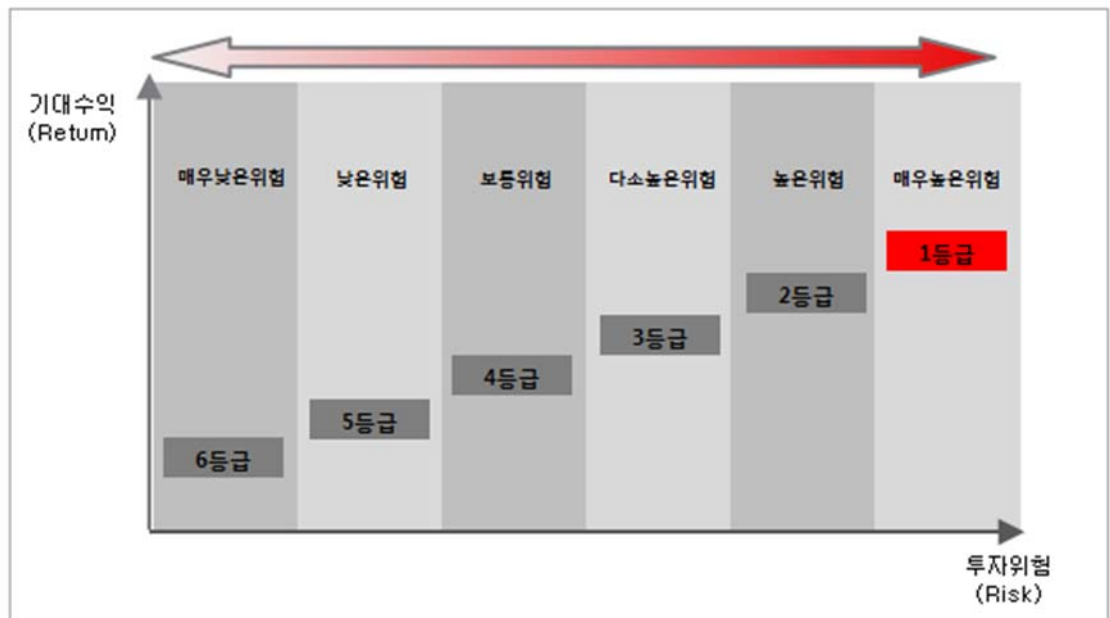 기대수익
(Return)
매우낮은위험 낮은위험 보통위험 다소높은위험 높은위험 매우높은위험
1등급
2등급
3등급
4등급
5등급
6등급
투자위험
(Risk)